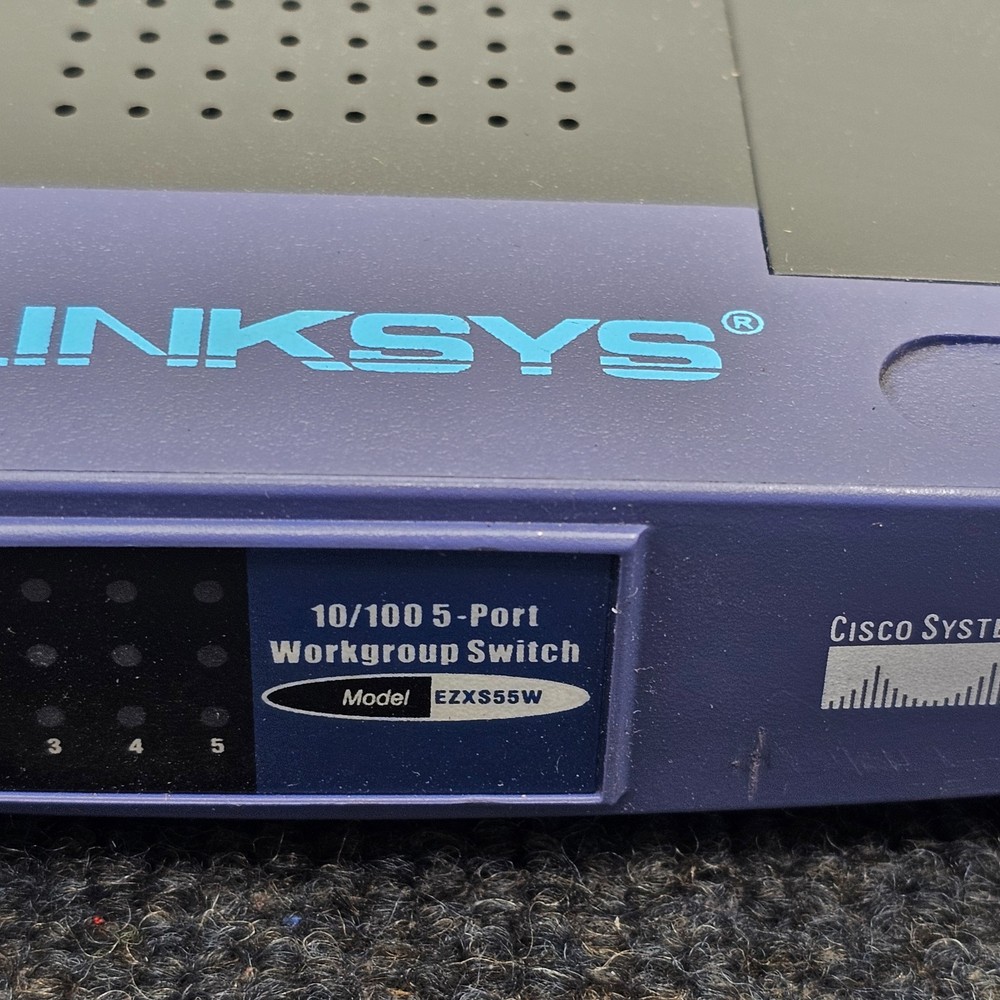 LINKSYS®
10/100 5-Port
Workgroup Switch
Model EZXS55W
CISCO SYSTE
3 4 5